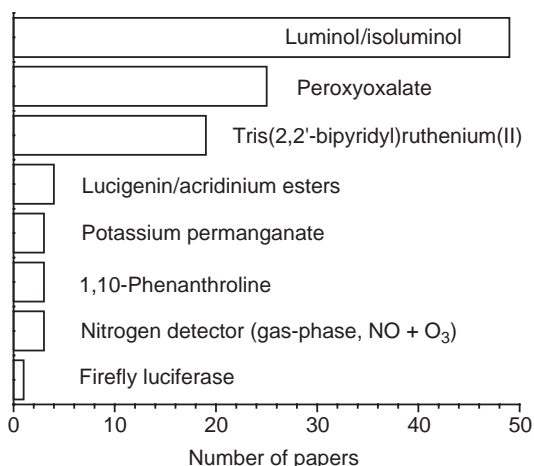 Luminol/isoluminol
Peroxyoxalate
Tris(2,2'-bipyridyl)ruthenium(II)
Lucigenin/acridinium esters
Potassium permanganate
1,10-Phenanthroline
Nitrogen detector (gas-phase, NO + O₃)
Firefly luciferase
0 10 20 30 40 50
Number of papers